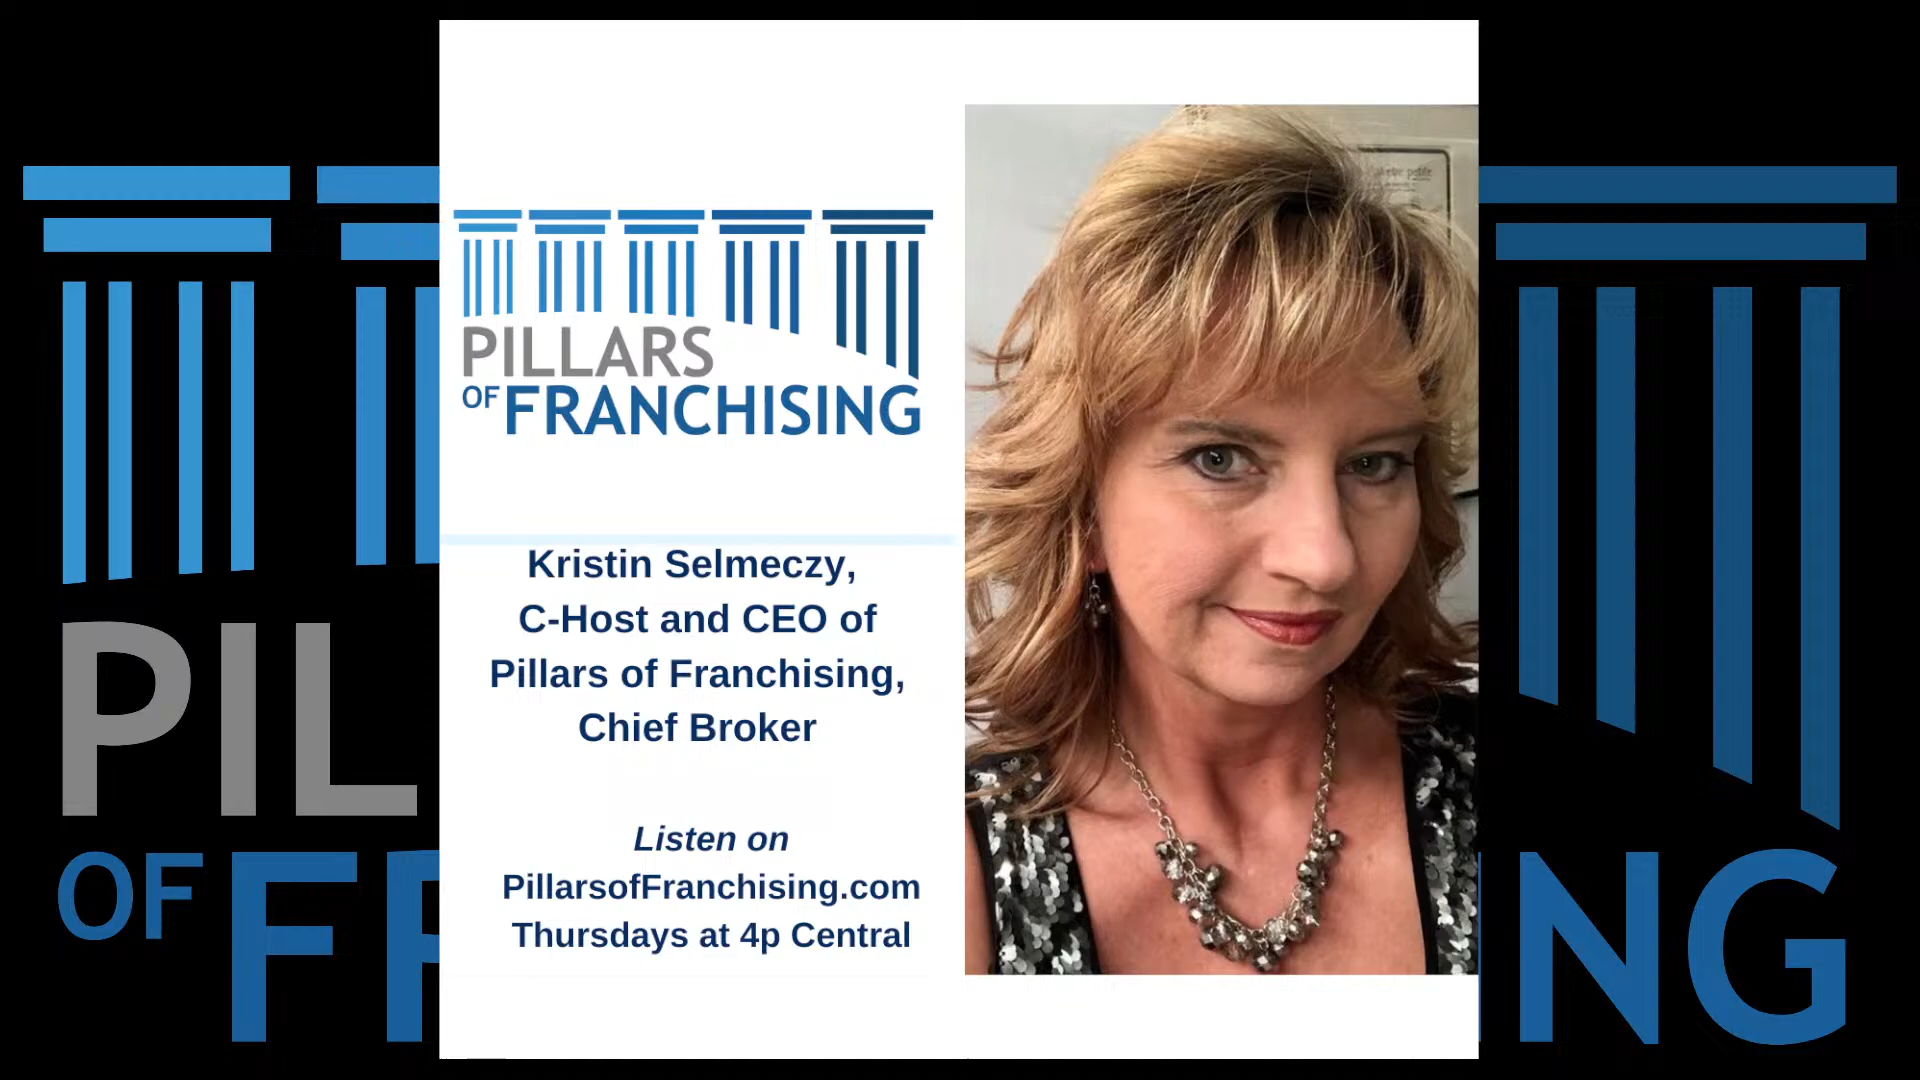 PILLARS
OF FRANCHISING
Kristin Selmeczy,
C-Host and CEO of
Pillars of Franchising,
Chief Broker
Listen on
PillarsofFranchising.com
Thursdays at 4p Central
PIL
OF F
NG